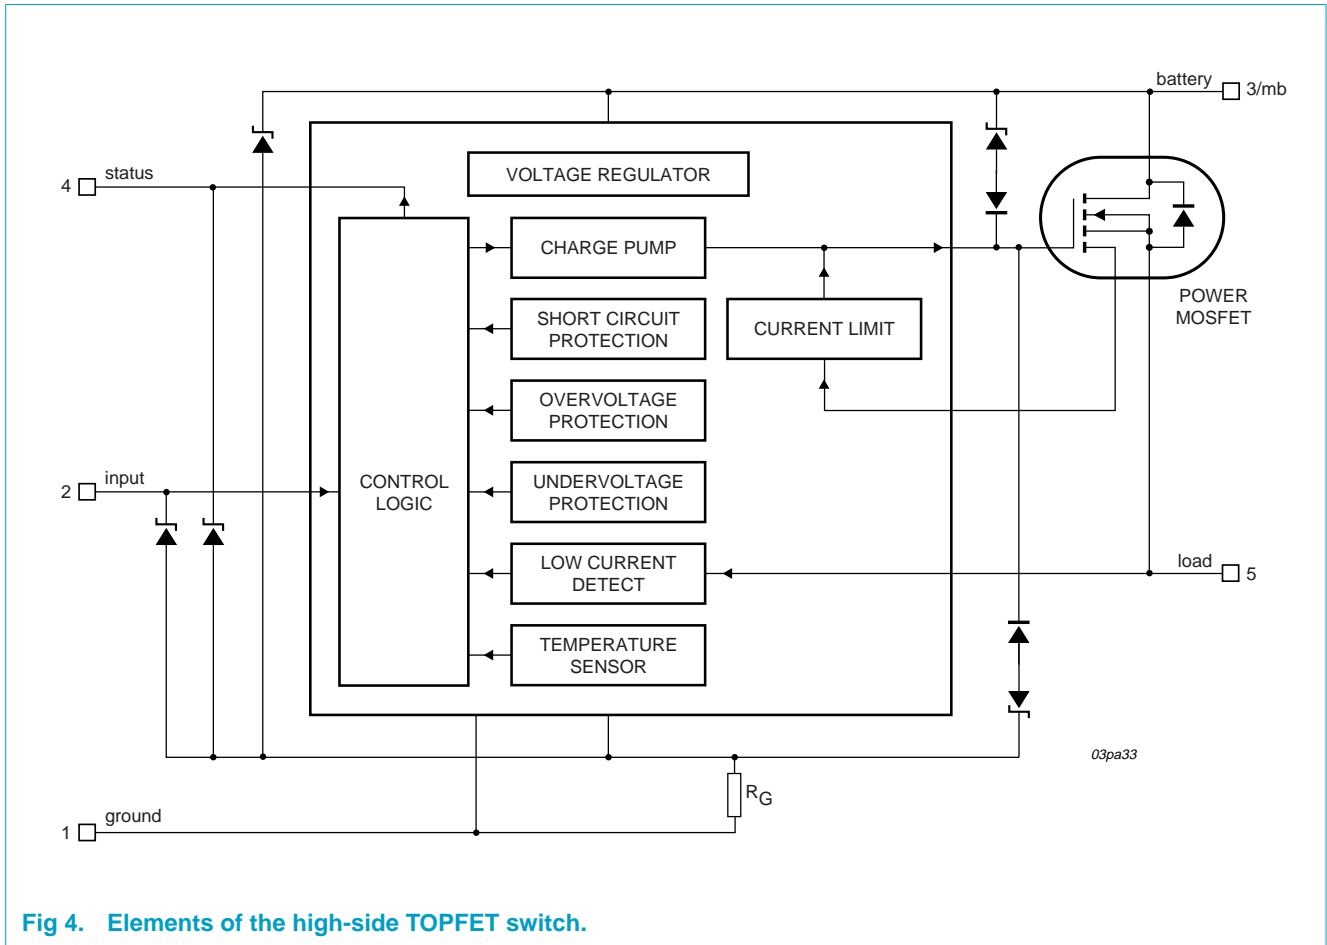 battery
3/mb
4
status
VOLTAGE REGULATOR
CHARGE PUMP
POWER
MOSFET
SHORT CIRCUIT
PROTECTION
CURRENT LIMIT
OVERVOLTAGE
PROTECTION
2
input
CONTROL
LOGIC
UNDERVOLTAGE
PROTECTION
LOW CURRENT
DETECT
load
5
TEMPERATURE
SENSOR
03pa33
RG
1
ground
Fig 4. Elements of the high-side TOPFET switch.